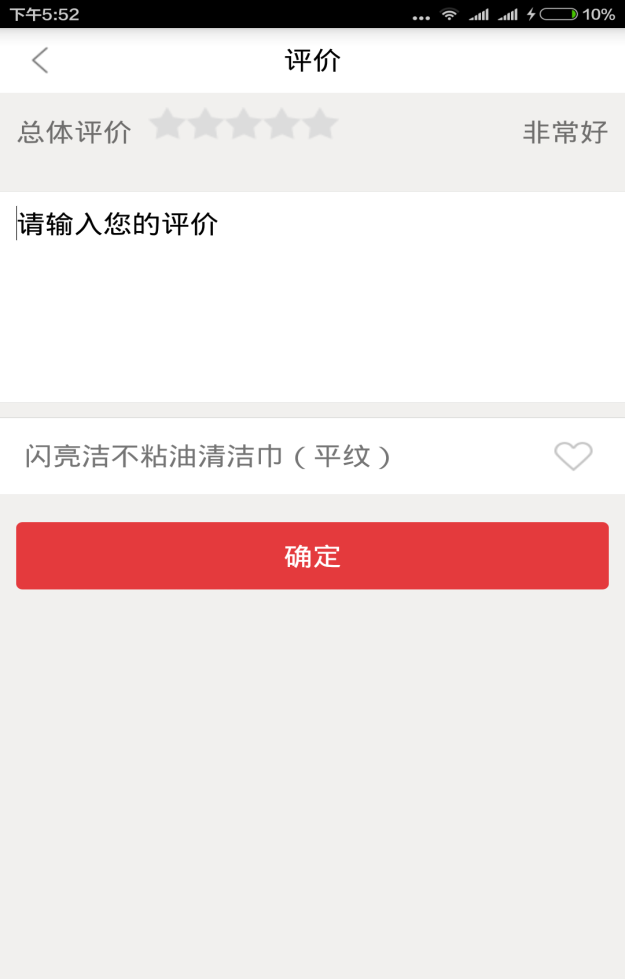 下午5:52
10%
评价
总体评价
非常好
请输入您的评价
闪亮洁不粘油清洁巾（平纹）
确定